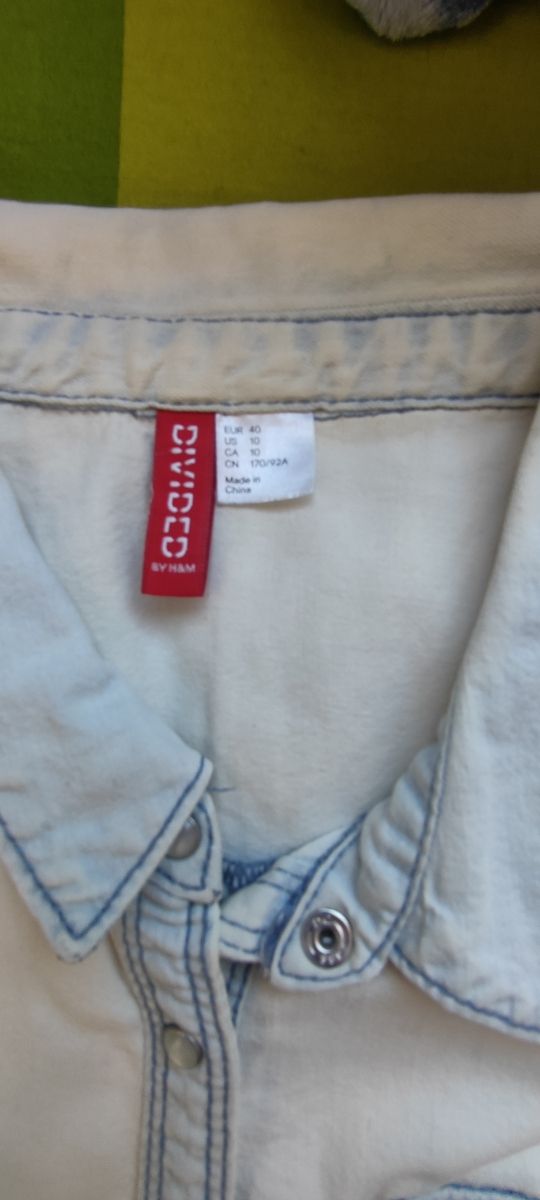 DIVIDED
BY H&M
EUR 40
US 10
CA 10
CN 170/92A
Made in
China